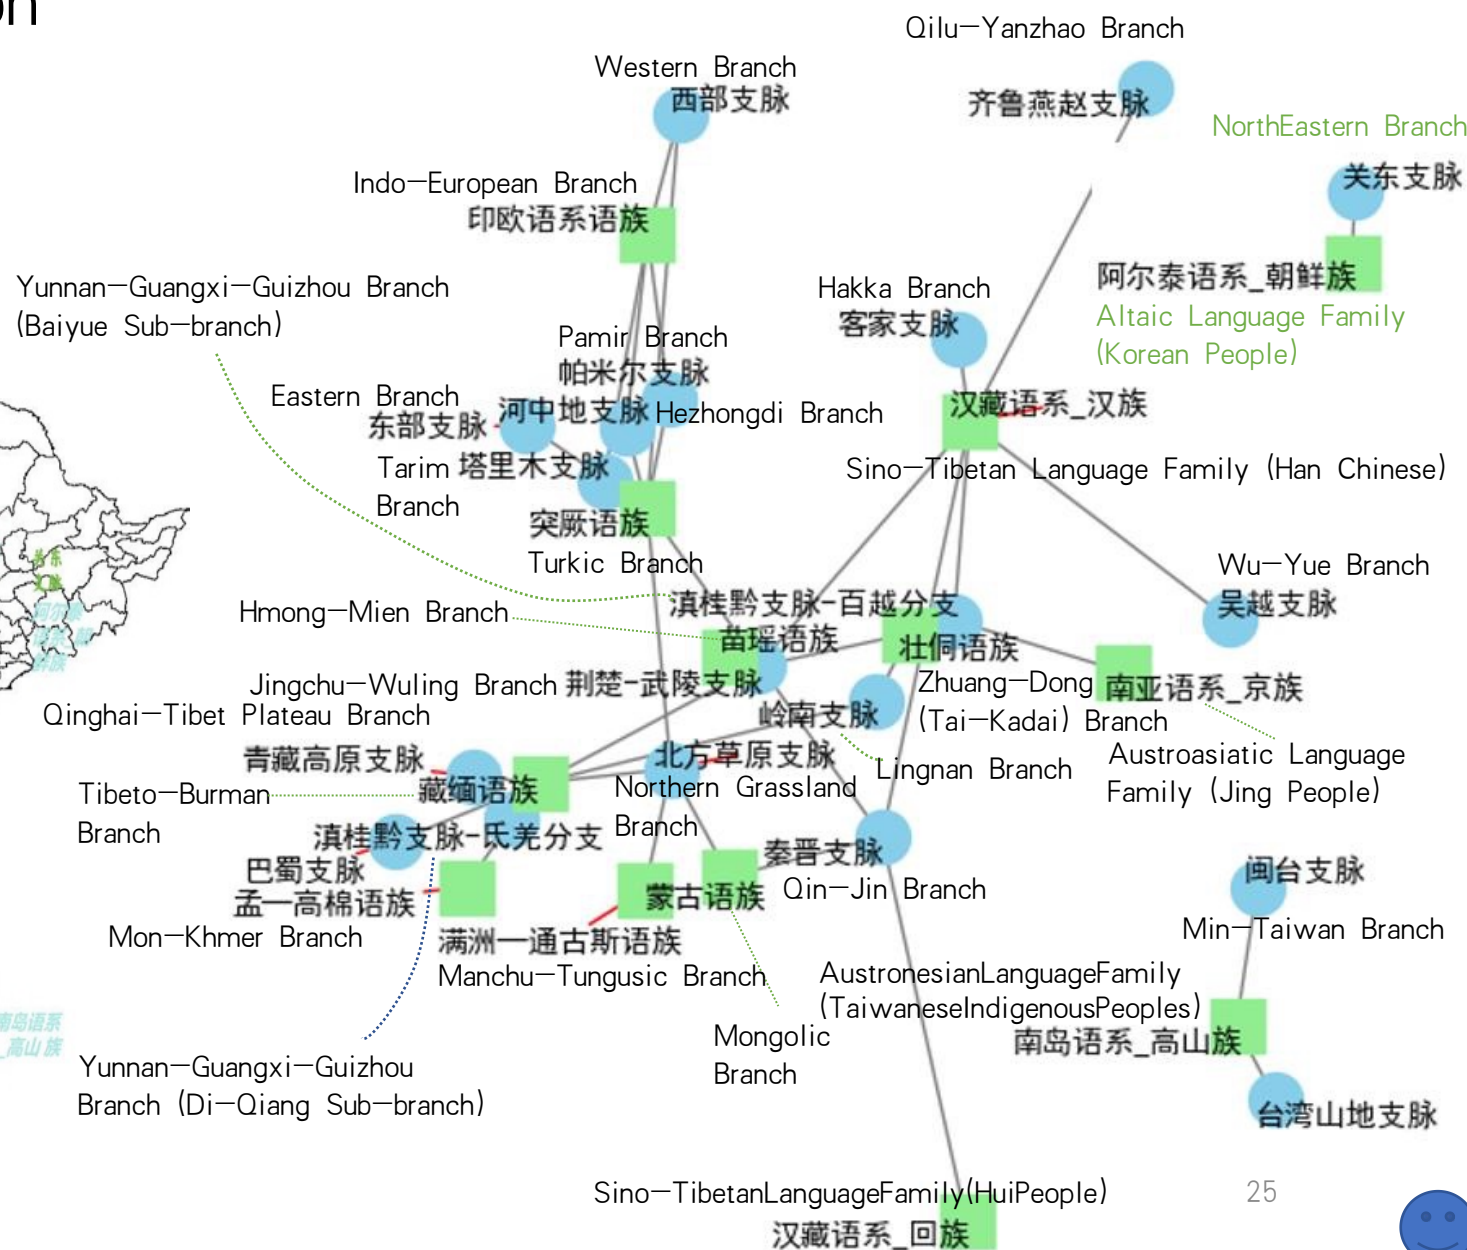 on
Qilu—Yanzhao Branch
齐鲁燕赵支脉
Western Branch
西部支脉
NorthEastern Branch
关东支脉
Indo—European Branch
印欧语系语族
阿尔泰语系_朝鲜族
Altaic Language Family
(Korean People)
Yunnan—Guangxi—Guizhou Branch
(Baiyue Sub—branch)
Hakka Branch
客家支脉
Pamir Branch
帕米尔支脉
Eastern Branch
东部支脉
河中地支脉
Hezhongdi Branch
汉藏语系_汉族
Sino—Tibetan Language Family (Han Chinese)
Tarim
Branch
塔里木支脉
突厥语族
Turkic Branch
Wu—Yue Branch
吴越支脉
Hmong—Mien Branch
滇桂黔支脉-百越分支
苗瑶语族
壮侗语族
Zhuang—Dong
(Tai—Kadai) Branch
Jingchu—Wuling Branch
荆楚-武陵支脉
南亚语系_京族
Austroasiatic Language
Family (Jing People)
岭南支脉
Lingnan Branch
Qinghai—Tibet Plateau Branch
青藏高原支脉
北方草原支脉
Northern Grassland
Branch
Tibeto—Burman
Branch
藏缅语族
滇桂黔支脉-氐羌分支
巴蜀支脉
孟—高棉语族
Mon—Khmer Branch
秦晋支脉
Qin—Jin Branch
蒙古语族
满洲—通古斯语族
Manchu—Tungusic Branch
Mongolic
Branch
闽台支脉
Min—Taiwan Branch
AustronesianLanguageFamily
(TaiwaneseIndigenousPeoples)
南岛语系_高山族
台湾山地支脉
Yunnan—Guangxi—Guizhou
Branch (Di—Qiang Sub—branch)
Sino—TibetanLanguageFamily(HuiPeople)
汉藏语系_回族
关东
支脉
南岛语系
_高山族
25